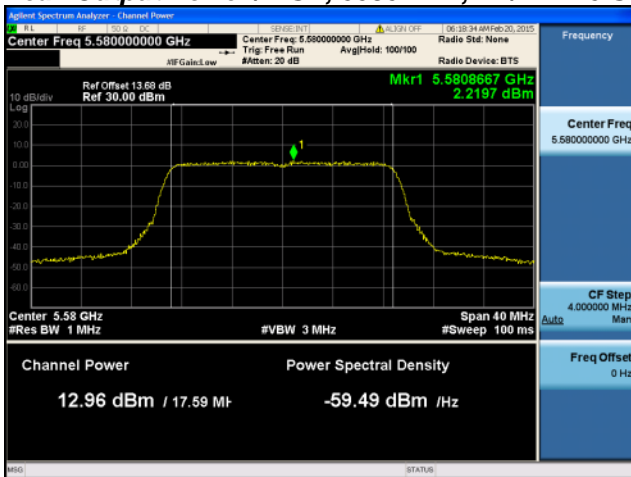 Agilent Spectrum Analyzer - Channel Power
RL RF 50 Ω DC SENSE:INT ALIGN OFF 06:18:34 AM Feb 20, 2015
Center Freq 5.580000000 GHz Center Freq: 5.580000000 GHz Radio Std: None Frequency
Trig: Free Run Avg|Hold: 100/100
#IFGain:Low #Atten: 20 dB Radio Device: BTS
Mkr1 5.5808667 GHz
Ref Offset 13.68 dB
10 dB/div Ref 30.00 dBm 2.2197 dBm
Log
20.0
10.0
0.00
-10.0
-20.0
-30.0
-40.0
-50.0
-60.0
1
Center Freq
5.580000000 GHz
Center 5.58 GHz Span 40 MHz
#Res BW 1 MHz #VBW 3 MHz #Sweep 100 ms
CF Step
4.000000 MHz
Auto Man
Channel Power Power Spectral Density
12.96 dBm / 17.59 MH -59.49 dBm /Hz
Freq Offset
0 Hz
MSG STATUS